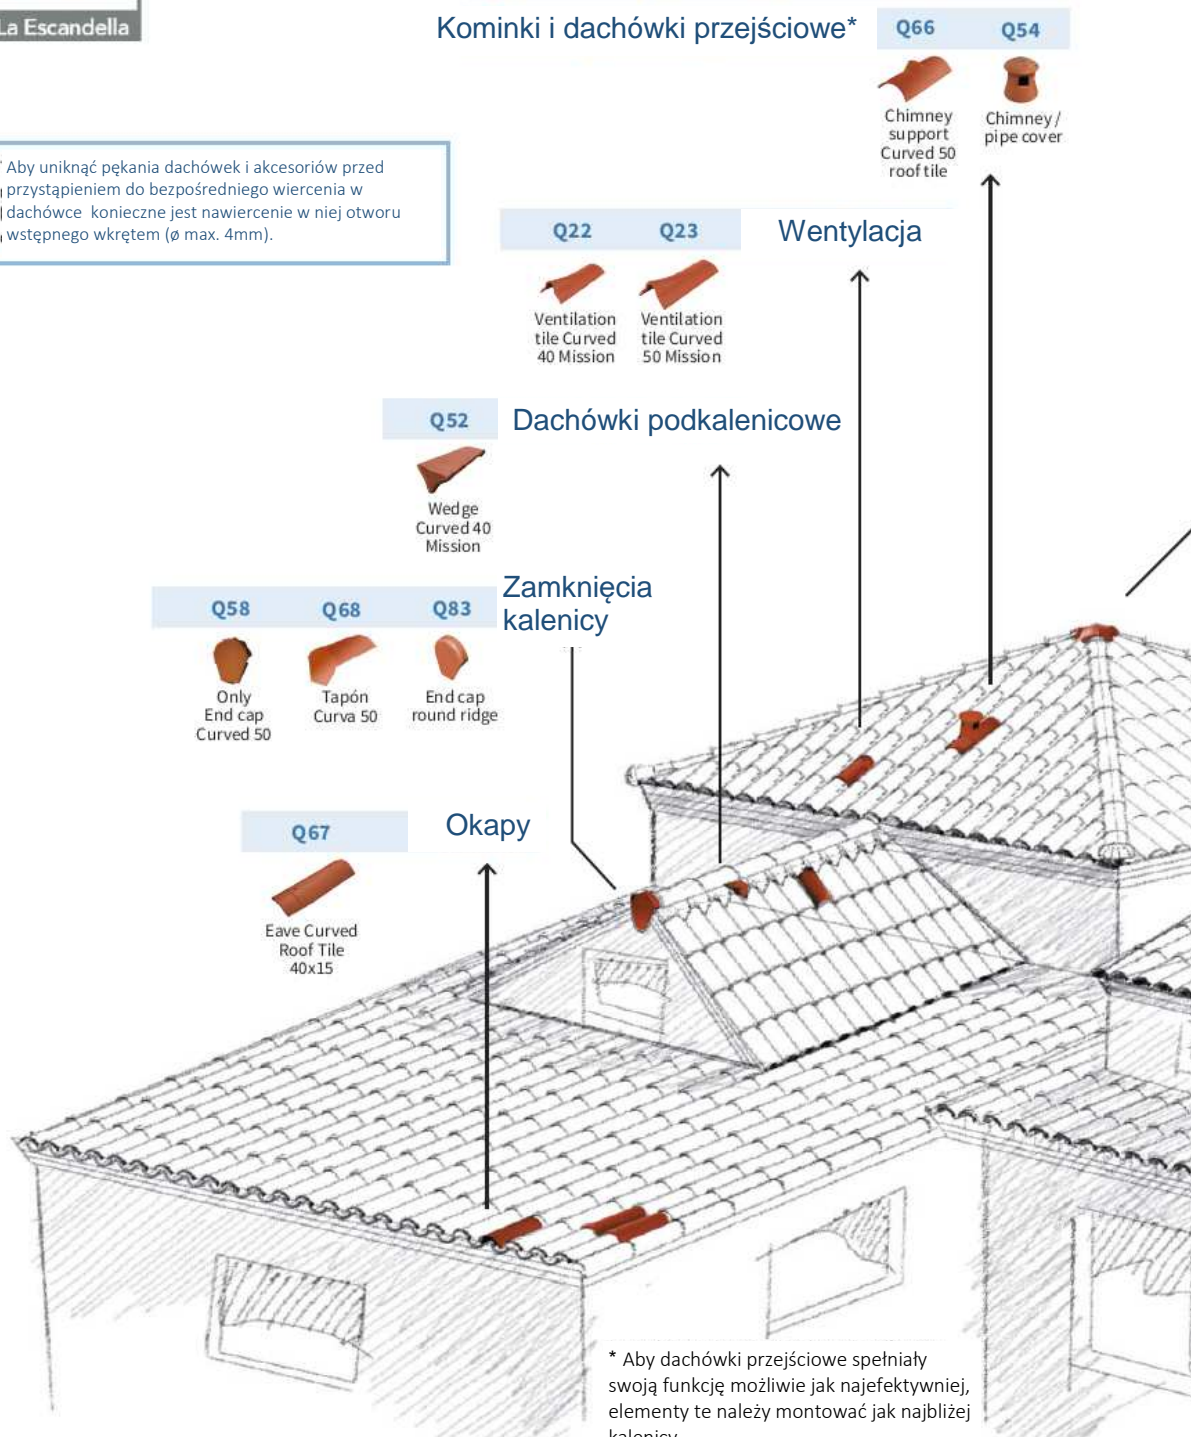 La Escandella
Kominki i dachówki przejściowe*
Q66
Q54
Chimney
support
Curved 50
roof tile
Chimney /
pipe cover
Aby uniknąć pękania dachówek i akcesoriów przed
przystąpieniem do bezpośredniego wiercenia w
dachówce konieczne jest nawiercenie w niej otworu
wstępnego wkrętem (ø max. 4mm).
Q22
Q23
Wentylacja
Ventilation
tile Curved
40 Mission
Ventilation
tile Curved
50 Mission
Q52
Dachówki podkalenicowe
Wedge
Curved 40
Mission
Zamknięcia
kalenicy
Q58
Q68
Q83
Only
End cap
Curved 50
Tapón
Curva 50
End cap
round ridge
Q67
Okapy
Eave Curved
Roof Tile
40x15
* Aby dachówki przejściowe spełniały
swoją funkcję możliwie jak najefektywniej,
elementy te należy montować jak najbliżej
kalenicy